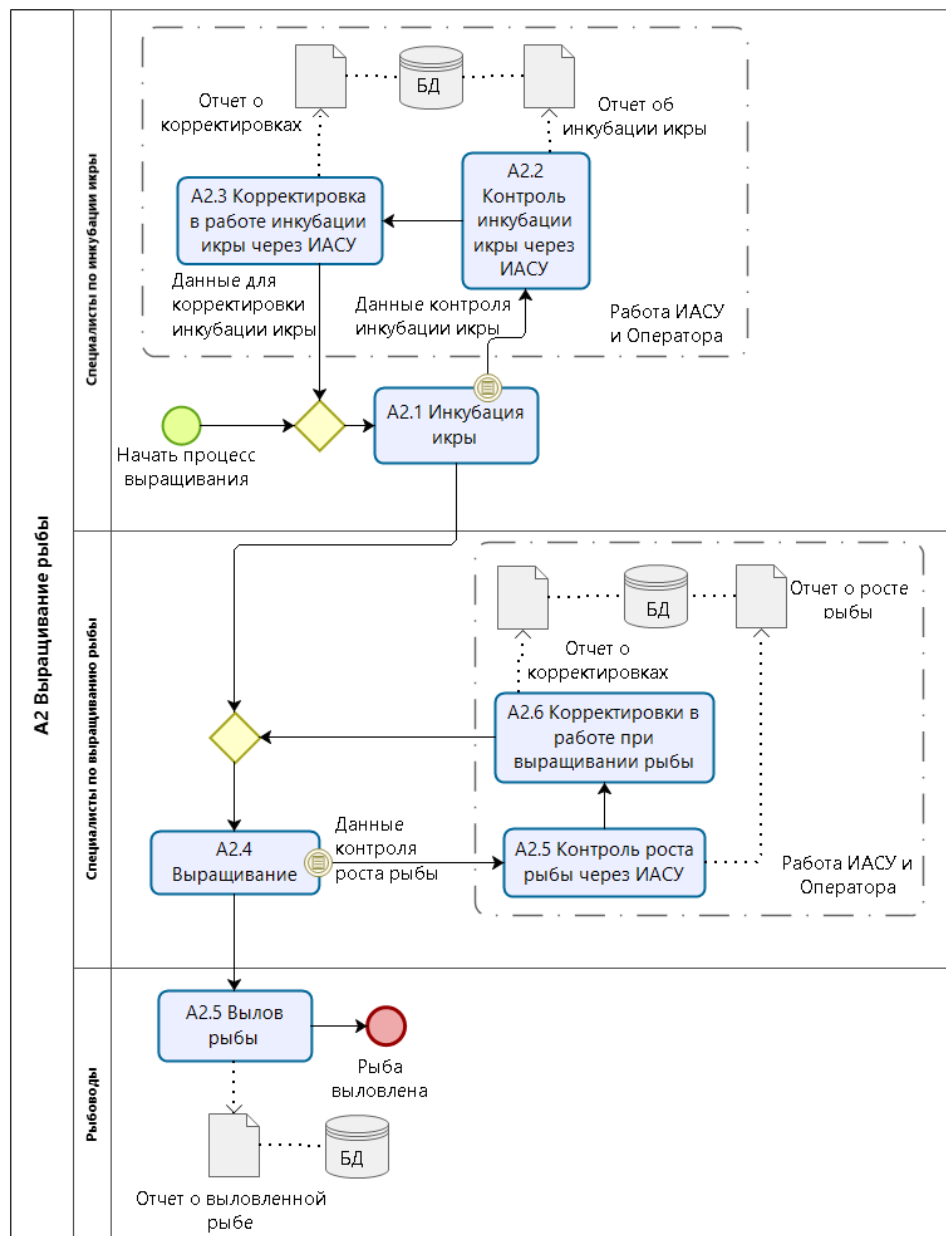 А2 Выращивание рыбы
Специалисты по инкубации икры
БД
Отчет о
корректировках
Отчет об
инкубации икры
А2.3 Корректировка
в работе инкубации
икры через ИАСУ
А2.2
Контроль
инкубации
икры через
ИАСУ
Данные для
корректировки
инкубации икры
Данные контроля
инкубации икры
Работа ИАСУ
и Оператора
А2.1 Инкубация
икры
Начать процесс
выращивания
Специалисты по выращиванию рыбы
БД
Отчет о росте
рыбы
Отчет о
корректировках
А2.6 Корректировки в
работе при
выращивании рыбы
А2.4
Выращивание
Данные
контроля
роста рыбы
А2.5 Контроль роста
рыбы через ИАСУ
Работа ИАСУ и
Оператора
Рыбоводы
А2.5 Вылов
рыбы
Рыба
выловлена
БД
Отчет о выловленной
рыбе